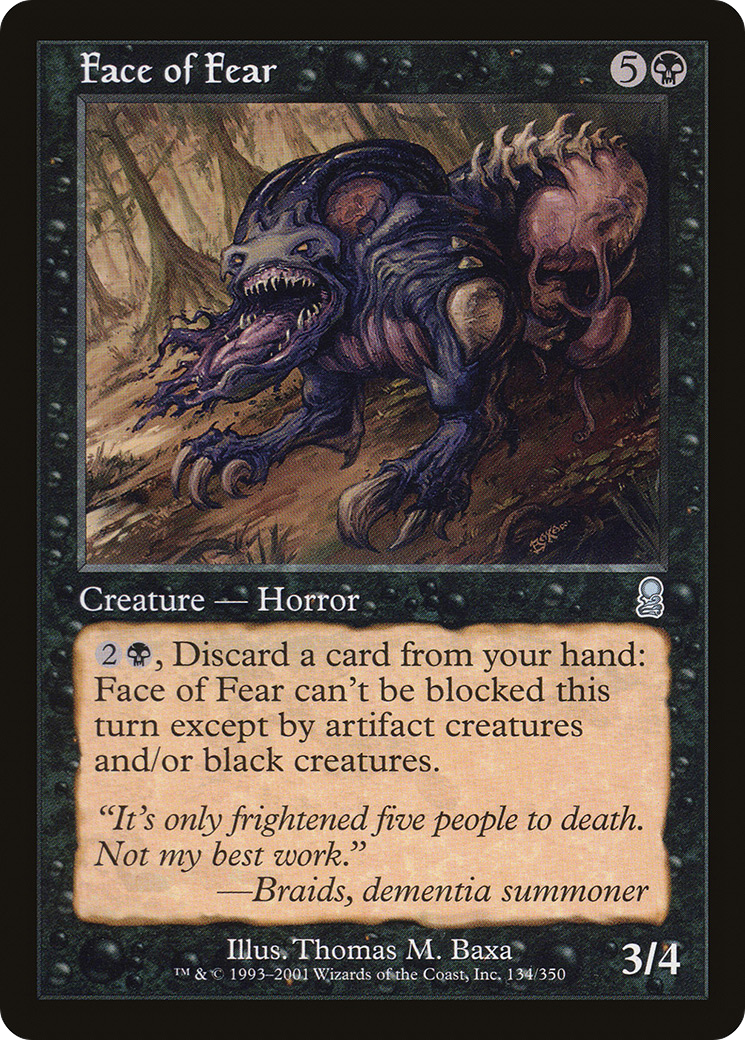 Face of Fear 5
Creature — Horror
2, Discard a card from your hand:
Face of Fear can't be blocked this
turn except by artifact creatures
and/or black creatures.
“It's only frightened five people to death.
Not my best work.”
—Braids, dementia summoner
Illus. Thomas M. Baxa
™ & © 1993–2001 Wizards of the Coast, Inc. 134/350
3/4